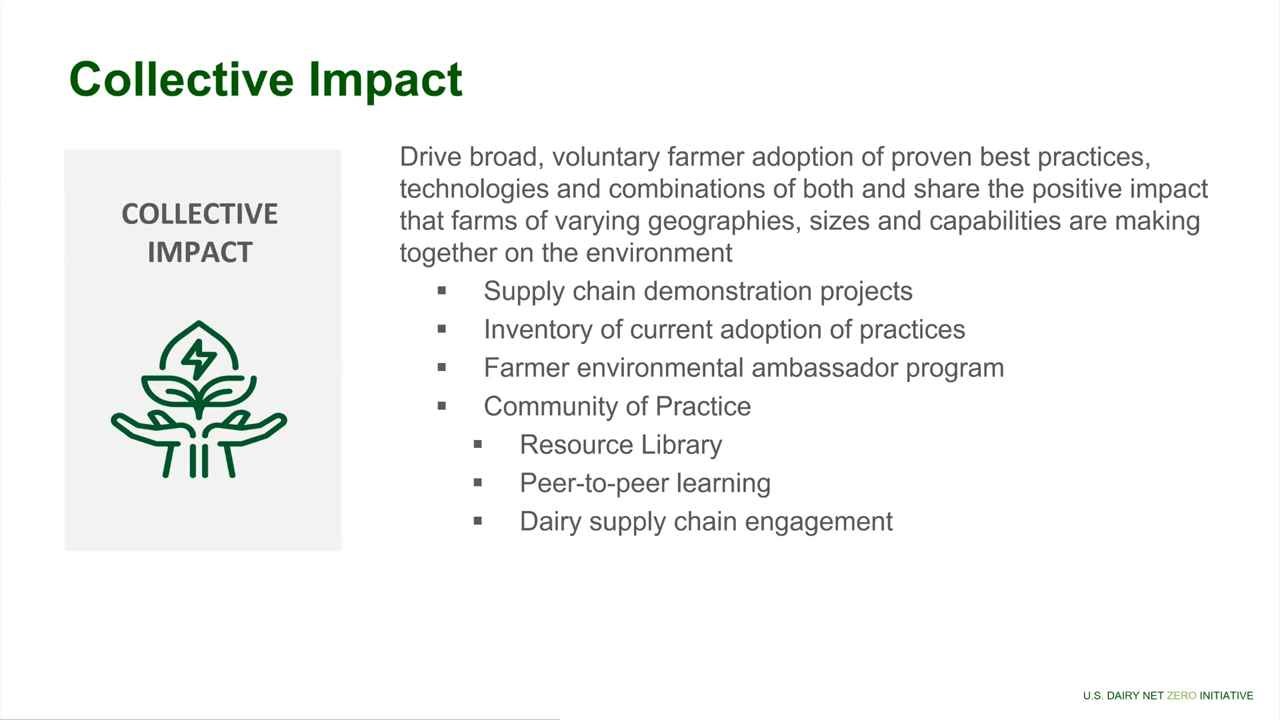 Collective Impact
COLLECTIVE
IMPACT
Drive broad, voluntary farmer adoption of proven best practices,
technologies and combinations of both and share the positive impact
that farms of varying geographies, sizes and capabilities are making
together on the environment
▪ Supply chain demonstration projects
▪ Inventory of current adoption of practices
▪ Farmer environmental ambassador program
▪ Community of Practice
▪ Resource Library
▪ Peer-to-peer learning
▪ Dairy supply chain engagement
U.S. DAIRY NET ZERO INITIATIVE